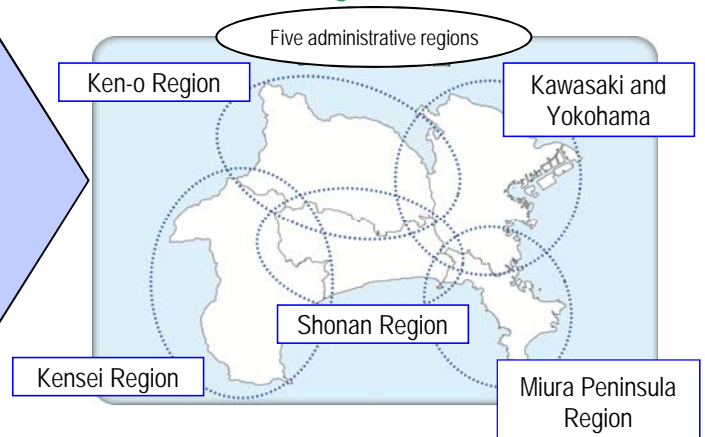 Five administrative regions
Ken-o Region
Kawasaki and
Yokohama
Shonan Region
Kensei Region
Miura Peninsula
Region